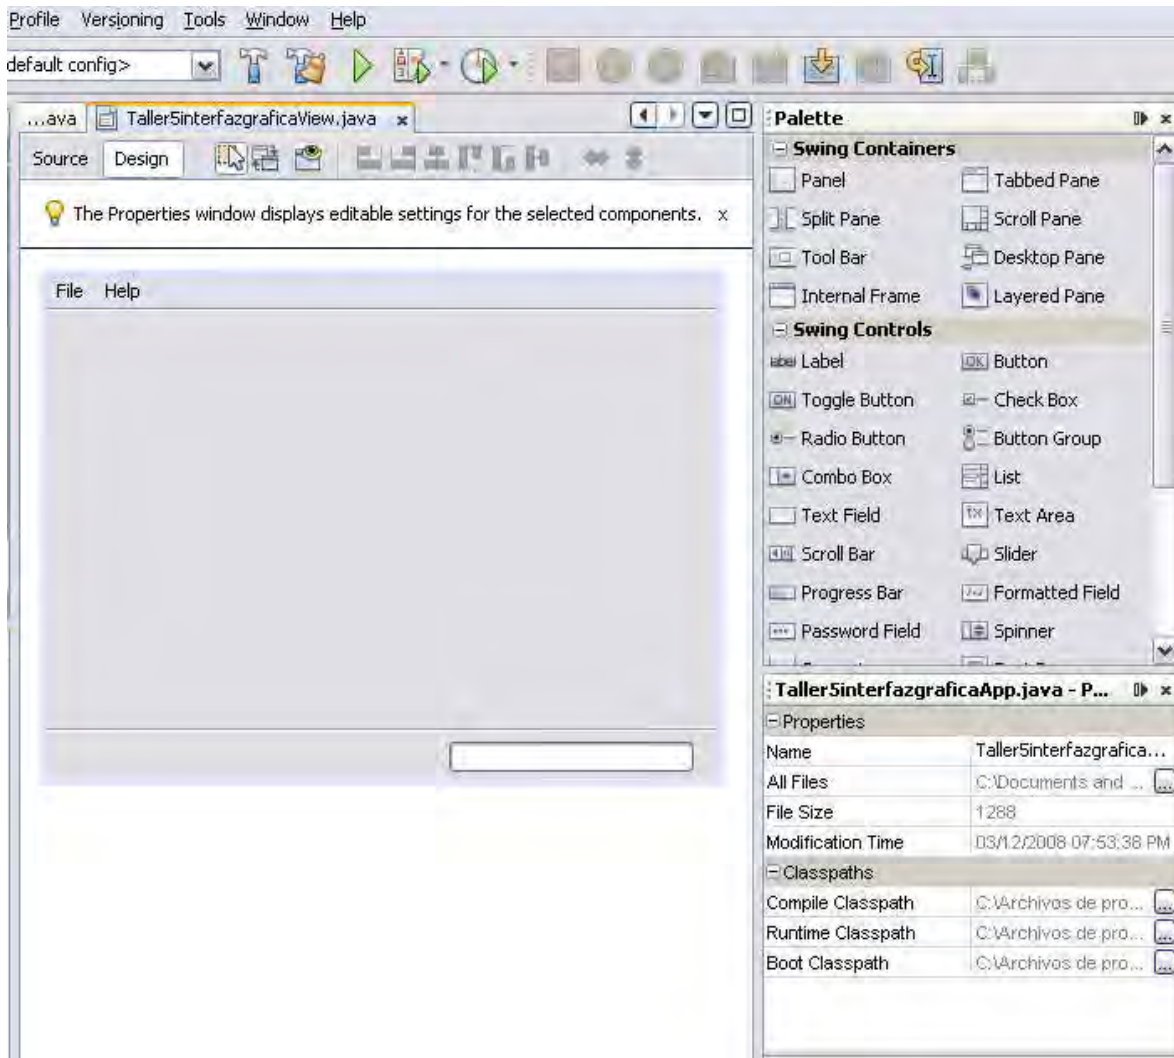 Profile Versioning Tools Window Help
default config>
...ava Taller5interfazgraficaView.java x
Source Design
The Properties window displays editable settings for the selected components. x
File Help
Palette
Swing Containers
Panel Tabbed Pane
Split Pane Scroll Pane
Tool Bar Desktop Pane
Internal Frame Layered Pane
Swing Controls
label Label OK Button
ON Toggle Button Check Box
Radio Button Button Group
Combo Box List
Text Field Text Area
Scroll Bar Slider
Progress Bar Formatted Field
Password Field Spinner
Taller5interfazgraficaApp.java - P...
Properties
Name Taller5interfazgrafica...
All Files C:\Documents and ... ...
File Size 1288
Modification Time 03/12/2008 07:53:38 PM
Classpaths
Compile Classpath C:\Archivos de pro... ...
Runtime Classpath C:\Archivos de pro... ...
Boot Classpath C:\Archivos de pro... ...